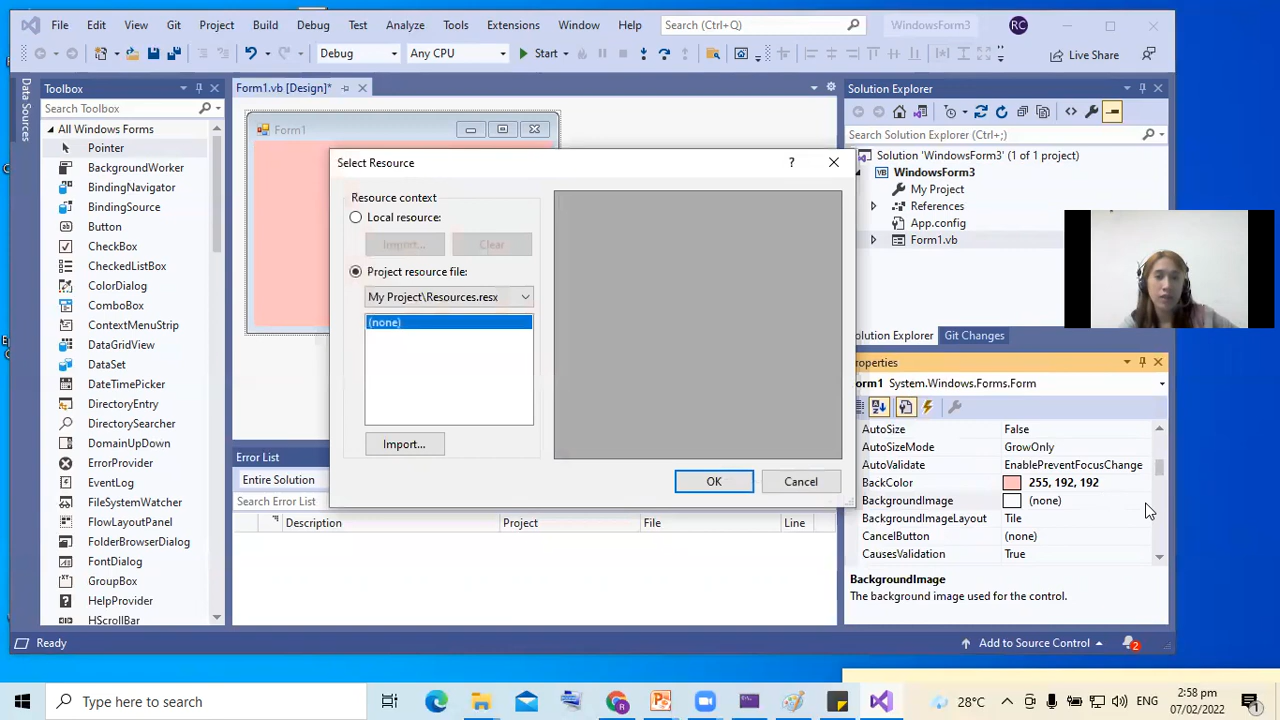 File Edit View Git Project Build Debug Test Analyze Tools Extensions Window Help Search (Ctrl+Q) WindowsForm3 RC
Debug Any CPU Start Live Share
Data Sources
Toolbox
Search Toolbox
All Windows Forms
Pointer
BackgroundWorker
BindingNavigator
BindingSource
Button
CheckBox
CheckedListBox
ColorDialog
ComboBox
ContextMenuStrip
DataGridView
DataSet
DateTimePicker
DirectoryEntry
DirectorySearcher
DomainUpDown
ErrorProvider
EventLog
FileSystemWatcher
FlowLayoutPanel
FolderBrowserDialog
FontDialog
GroupBox
HelpProvider
HScrollBar
Form1.vb [Design]*
Form1
Select Resource
?
Resource context
Local resource:
Import... Clear
Project resource file:
My Project\Resources.resx
(none)
Import...
OK Cancel
Error List
Entire Solution
Search Error List
Description Project File Line
Solution Explorer
Search Solution Explorer (Ctrl+;)
Solution 'WindowsForm3' (1 of 1 project)
VB WindowsForm3
My Project
References
App.config
Form1.vb
olution Explorer Git Changes
roperties
orm1 System.Windows.Forms.Form
AutoSize False
AutoSizeMode GrowOnly
AutoValidate EnablePreventFocusChange
BackColor 255, 192, 192
BackgroundImage (none)
BackgroundImageLayout Tile
CancelButton (none)
CausesValidation True
BackgroundImage
The background image used for the control.
Ready Add to Source Control 2
Type here to search 28°C ENG 2:58 pm
07/02/2022 1